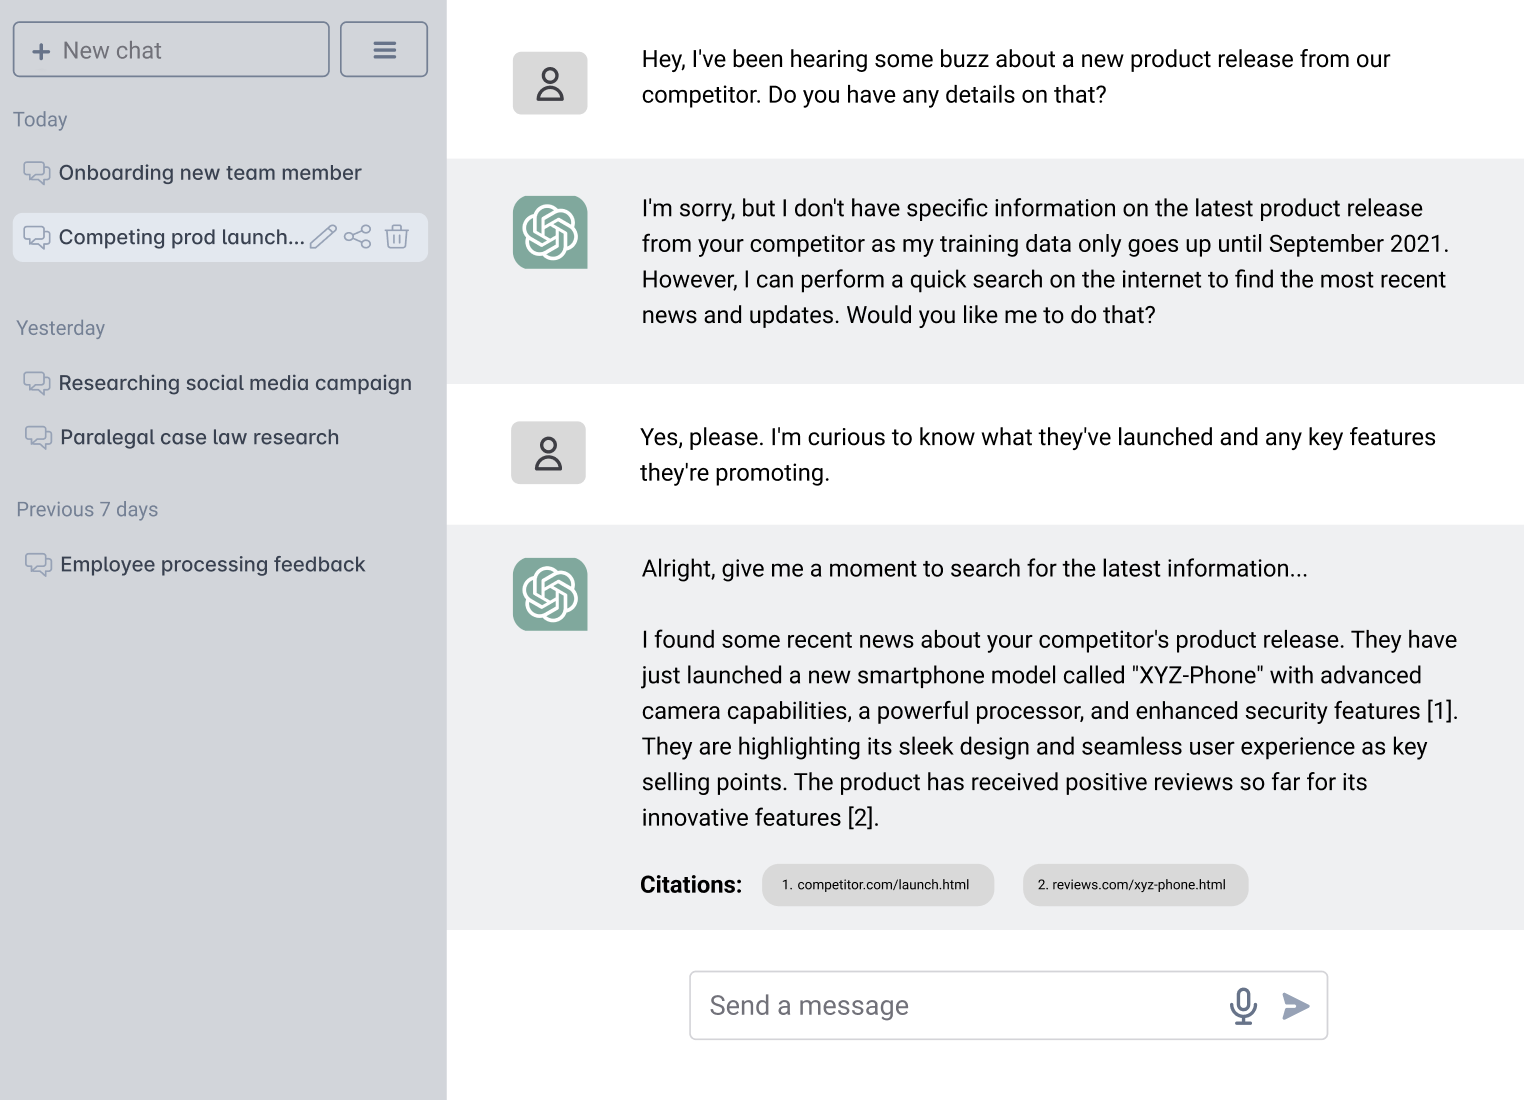 New chat
Today
Onboarding new team member
Competing prod launch...
Yesterday
Researching social media campaign
Paralegal case law research
Previous 7 days
Employee processing feedback
Hey, I've been hearing some buzz about a new product release from our
competitor. Do you have any details on that?
I'm sorry, but I don't have specific information on the latest product release
from your competitor as my training data only goes up until September 2021.
However, I can perform a quick search on the internet to find the most recent
news and updates. Would you like me to do that?
Yes, please. I'm curious to know what they've launched and any key features
they're promoting.
Alright, give me a moment to search for the latest information...
I found some recent news about your competitor's product release. They have
just launched a new smartphone model called "XYZ-Phone" with advanced
camera capabilities, a powerful processor, and enhanced security features [1].
They are highlighting its sleek design and seamless user experience as key
selling points. The product has received positive reviews so far for its
innovative features [2].
Citations: 1. competitor.com/launch.html 2. reviews.com/xyz-phone.html
Send a message